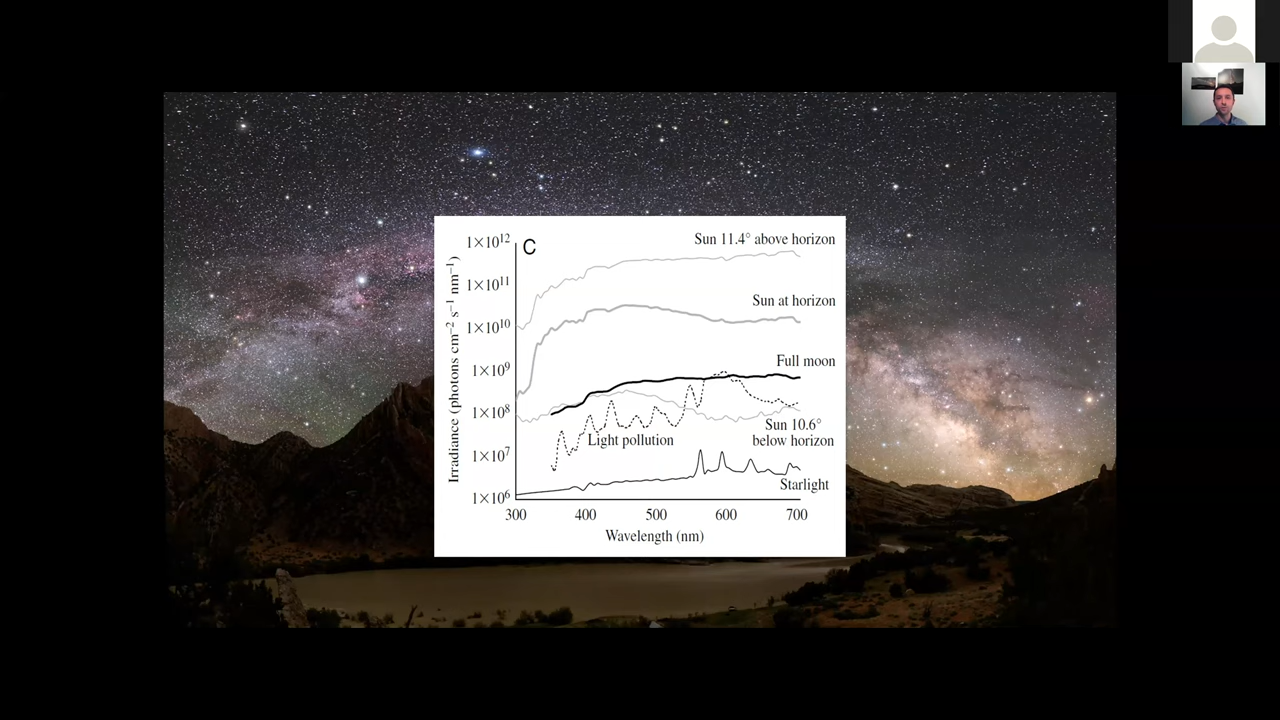 C
1×10¹²
1×10¹¹
1×10¹⁰
1×10⁹
1×10⁸
1×10⁷
1×10⁶
Irradiance (photons cm⁻² s⁻¹ nm⁻¹)
Sun 11.4° above horizon
Sun at horizon
Full moon
Sun 10.6°
below horizon
Light pollution
Starlight
300 400 500 600 700
Wavelength (nm)